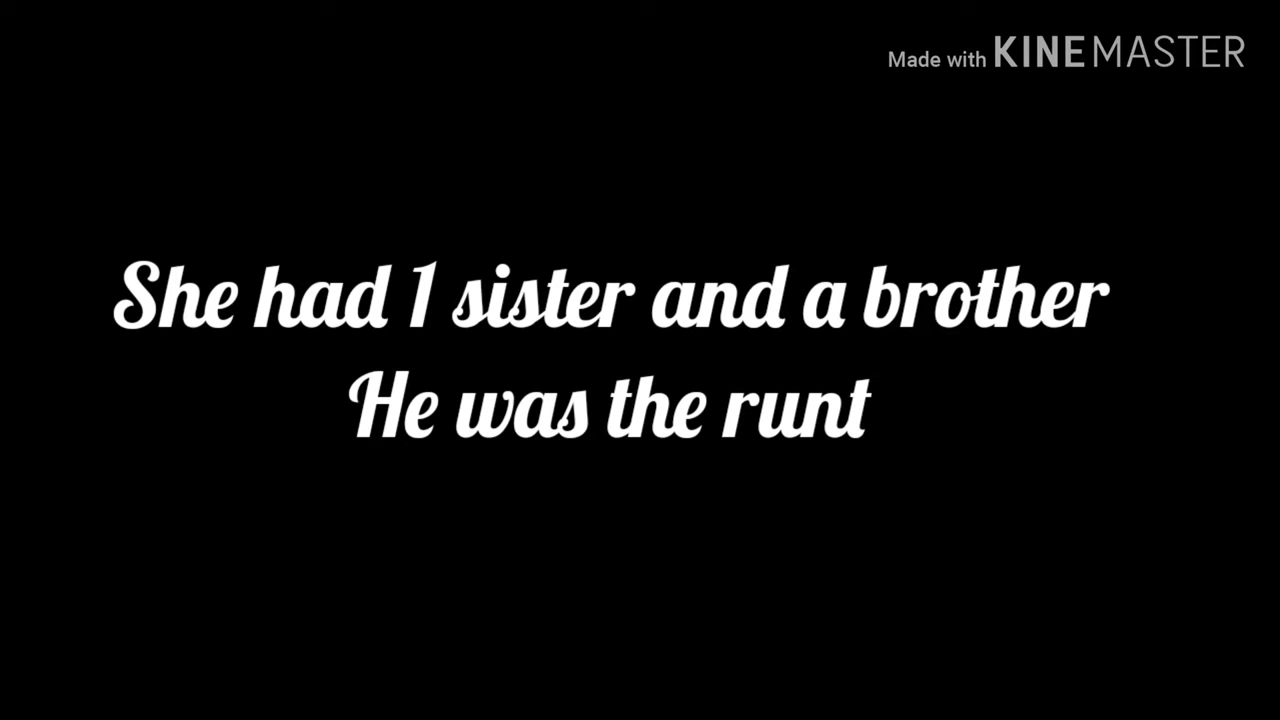 Made with KINEMASTER
She had 1 sister and a brother
He was the runt